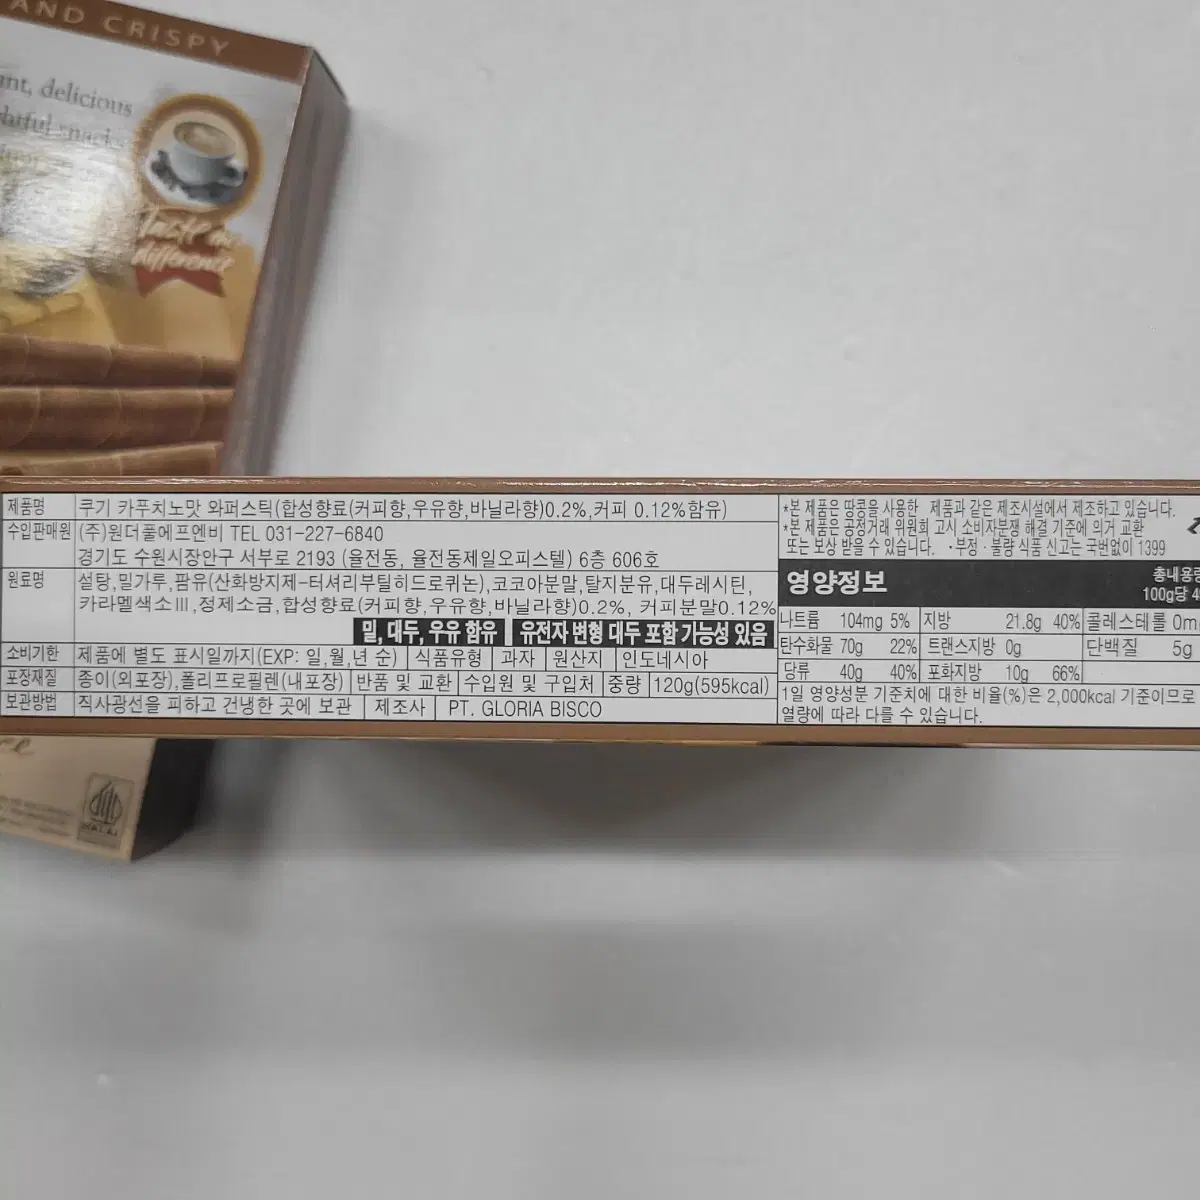 AND CRISPY
delicious
Taste the
difference
제품명 쿠기 카푸치노맛 와퍼스틱(합성향료(커피향,우유향,바닐라향)0.2%,커피 0.12%함유)
수입판매원 (주)원더풀에프엔비 TEL 031-227-6840
경기도 수원시장안구 서부로 2193 (율전동, 율전동제일오피스텔) 6층 606호
원료명 설탕,밀가루,팜유(산화방지제-터셔리부틸히드로퀴논),코코아분말,탈지분유,대두레시틴,
카라멜색소Ⅲ,정제소금,합성향료(커피향,우유향,바닐라향)0.2%, 커피분말0.12%
밀, 대두, 우유 함유 유전자 변형 대두 포함 가능성 있음
소비기한 제품에 별도 표시일까지(EXP: 일,월,년 순) 식품유형 과자 원산지 인도네시아
포장재질 종이(외포장),폴리프로필렌(내포장) 반품 및 교환 수입원 및 구입처 중량 120g(595kcal)
보관방법 직사광선을 피하고 건냉한 곳에 보관 제조사 PT. GLORIA BISCO
*본 제품은 땅콩을 사용한 제품과 같은 제조시설에서 제조하고 있습니다.
*본 제품은 공정거래 위원회 고시 소비자분쟁 해결 기준에 의거 교환
또는 보상 받을 수 있습니다. ·부정·불량 식품 신고는 국번없이 1399
영양정보 총내용량
100g당
나트륨 104mg 5% 지방 21.8g 40% 콜레스테롤 0m
탄수화물 70g 22% 트랜스지방 0g 단백질 5g
당류 40g 40% 포화지방 10g 66%
1일 영양성분 기준치에 대한 비율(%)은 2,000kcal 기준이므로
열량에 따라 다를 수 있습니다.
HALAL